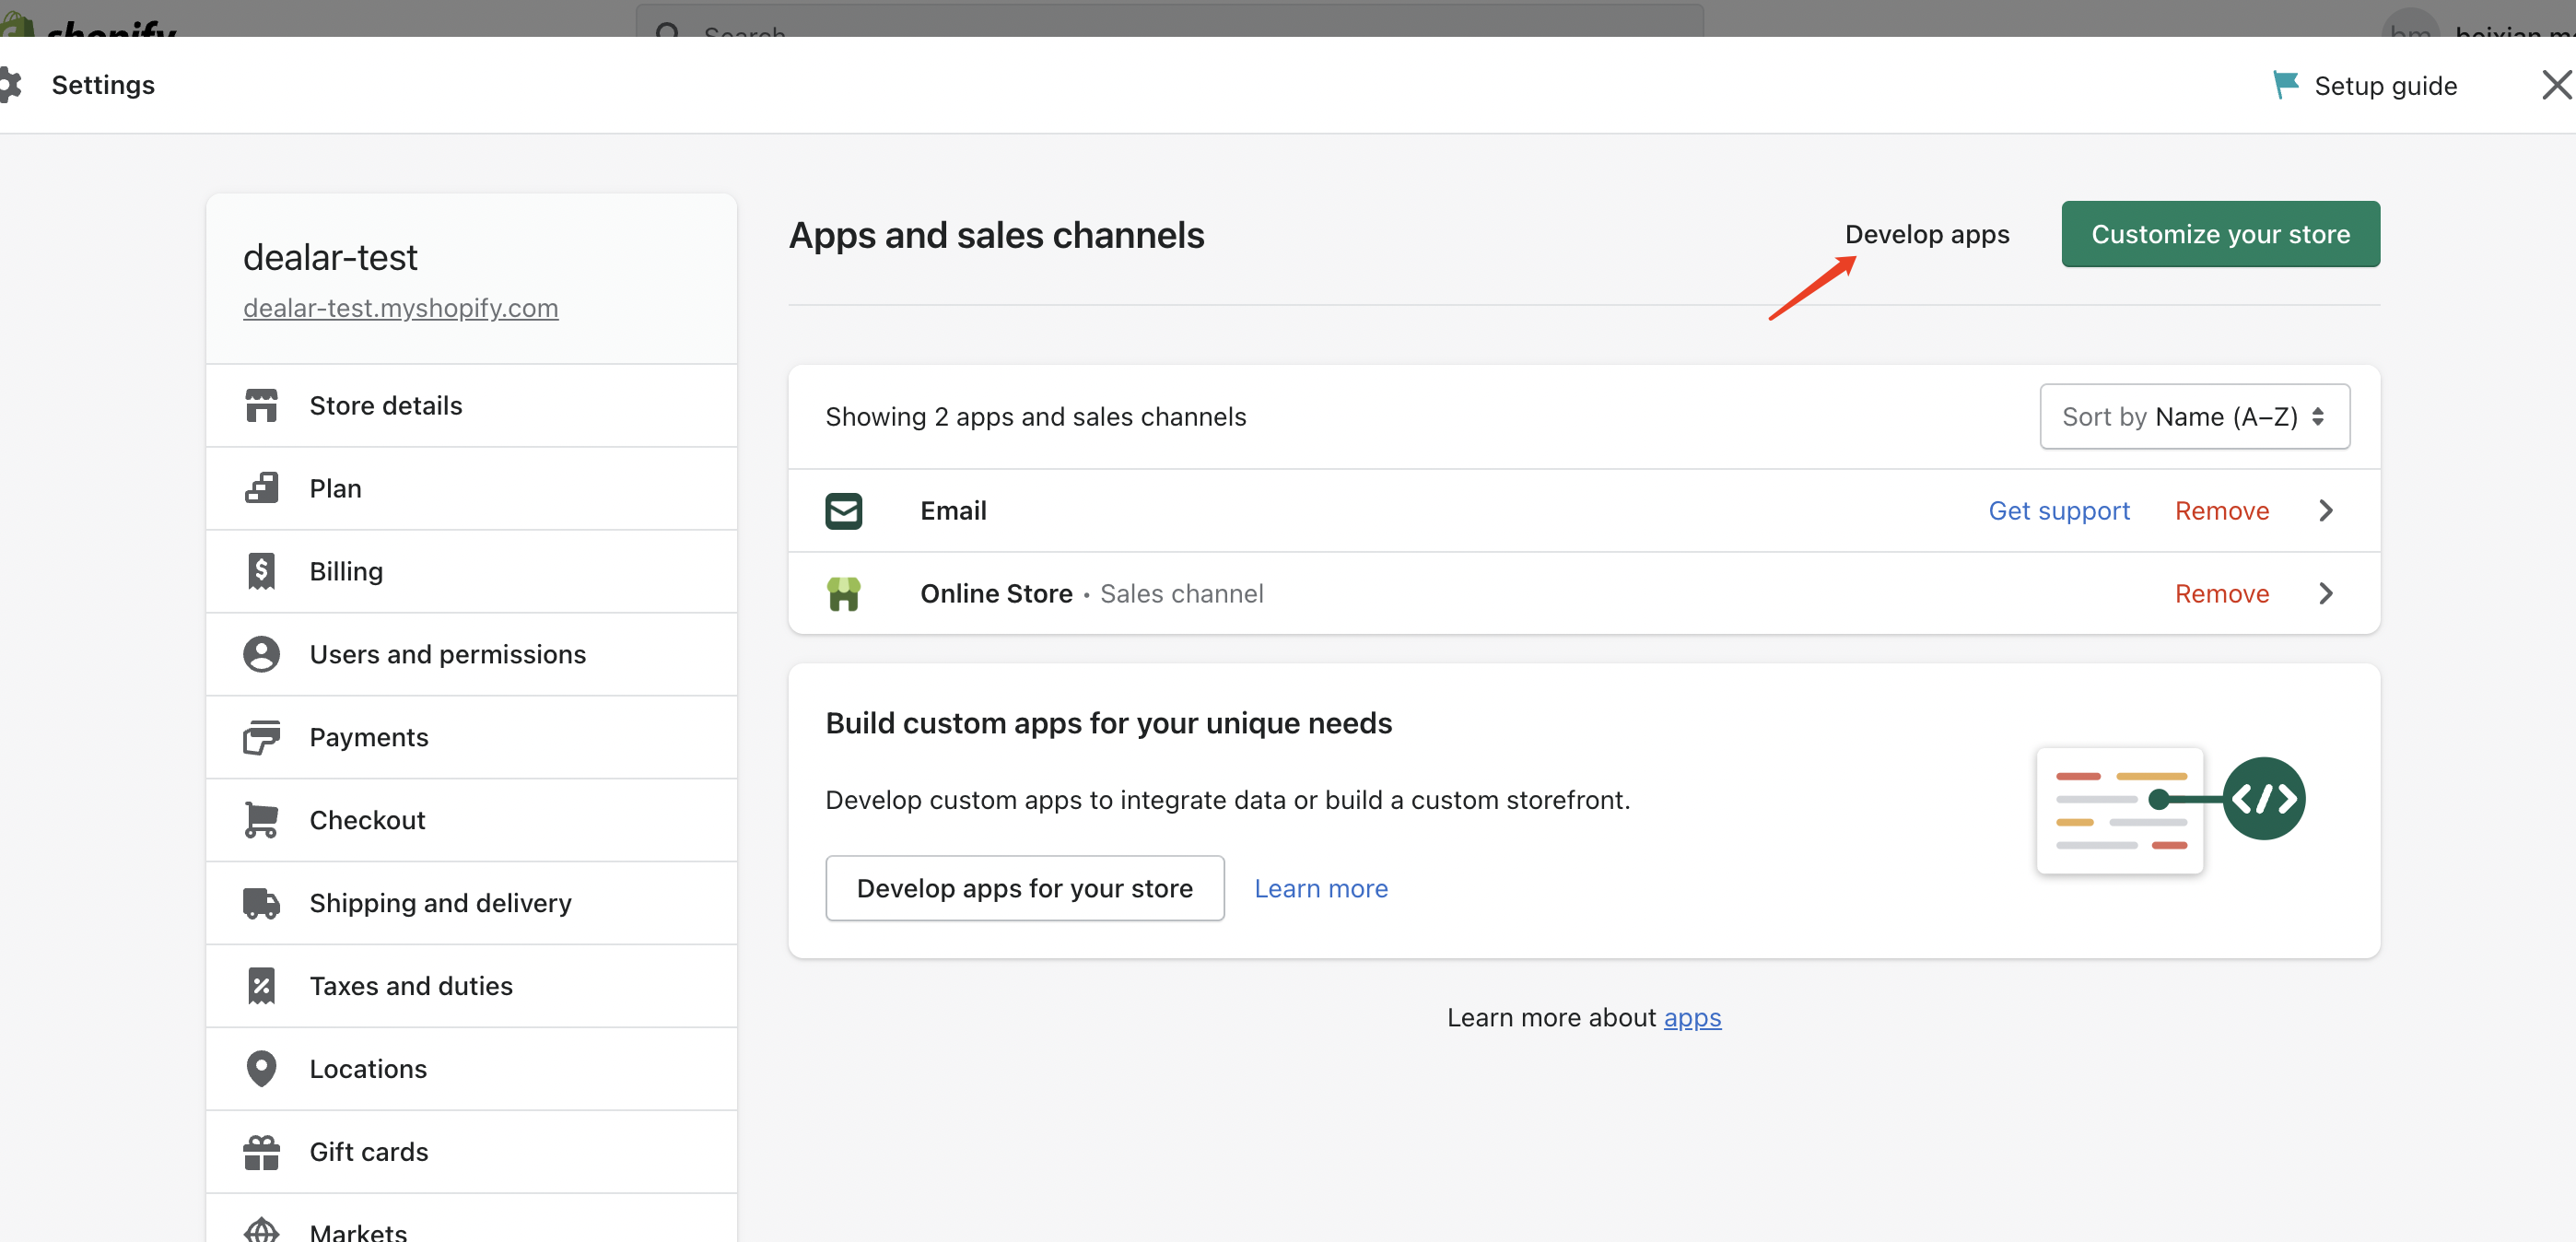 shopify
Search
Settings
Setup guide
dealar-test
dealar-test.myshopify.com
Store details
Plan
Billing
Users and permissions
Payments
Checkout
Shipping and delivery
Taxes and duties
Locations
Gift cards
Markets
Apps and sales channels
Develop apps
Customize your store
Showing 2 apps and sales channels
Sort by Name (A–Z)
Email
Get support
Remove
Online Store • Sales channel
Remove
Build custom apps for your unique needs
Develop custom apps to integrate data or build a custom storefront.
Develop apps for your store
Learn more
Learn more about apps